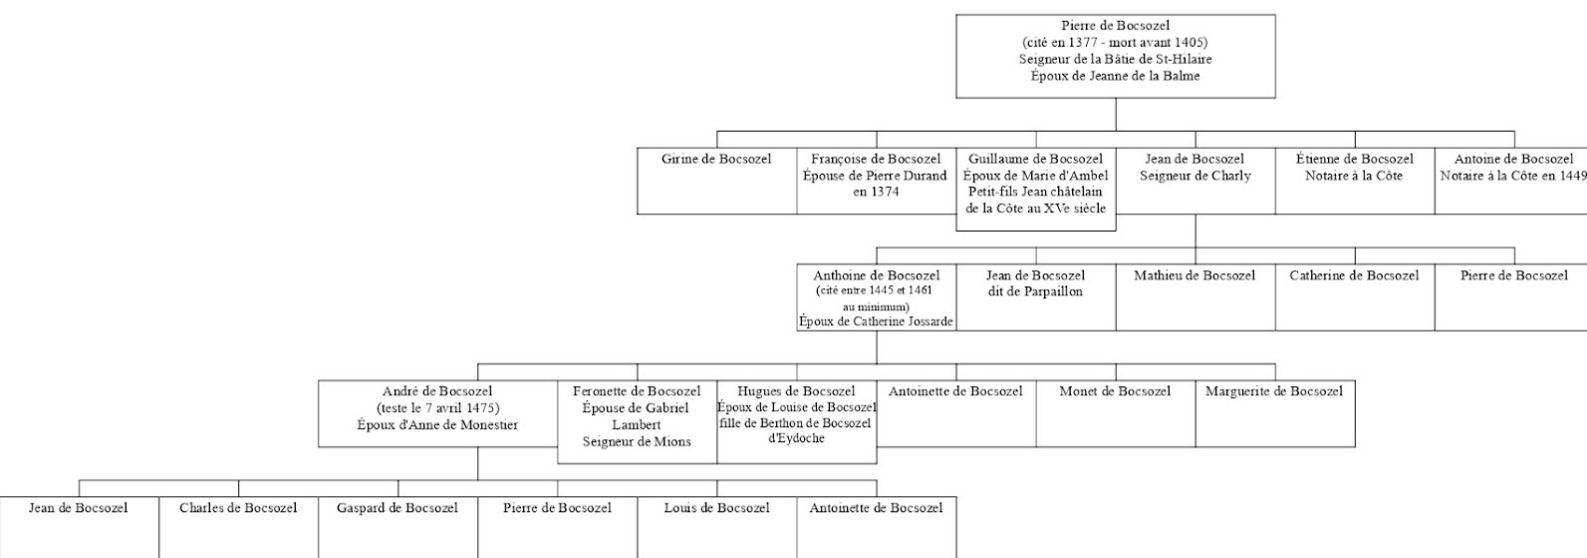 Pierre de Bocsozel
(cité en 1377 - mort avant 1405)
Seigneur de la Bâtie de St-Hilaire
Époux de Jeanne de la Balme
Girine de Bocsozel
Françoise de Bocsozel
Épouse de Pierre Durand
en 1374
Guillaume de Bocsozel
Époux de Marie d'Ambel
Petit-fils Jean châtelain
de la Côte au XVe siècle
Jean de Bocsozel
Seigneur de Charly
Étienne de Bocsozel
Notaire à la Côte
Antoine de Bocsozel
Notaire à la Côte en 1449
Anthoine de Bocsozel
(cité entre 1445 et 1461
au minimum)
Époux de Catherine Jossarde
Jean de Bocsozel
dit de Parpaillon
Mathieu de Bocsozel
Catherine de Bocsozel
Pierre de Bocsozel
André de Bocsozel
(teste le 7 avril 1475)
Époux d'Anne de Monestier
Feronette de Bocsozel
Épouse de Gabriel
Lambert
Seigneur de Mions
Hugues de Bocsozel
Époux de Louise de Bocsozel
fille de Berthon de Bocsozel
d'Eydoche
Antoinette de Bocsozel
Monet de Bocsozel
Marguerite de Bocsozel
Jean de Bocsozel
Charles de Bocsozel
Gaspard de Bocsozel
Pierre de Bocsozel
Louis de Bocsozel
Antoinette de Bocsozel